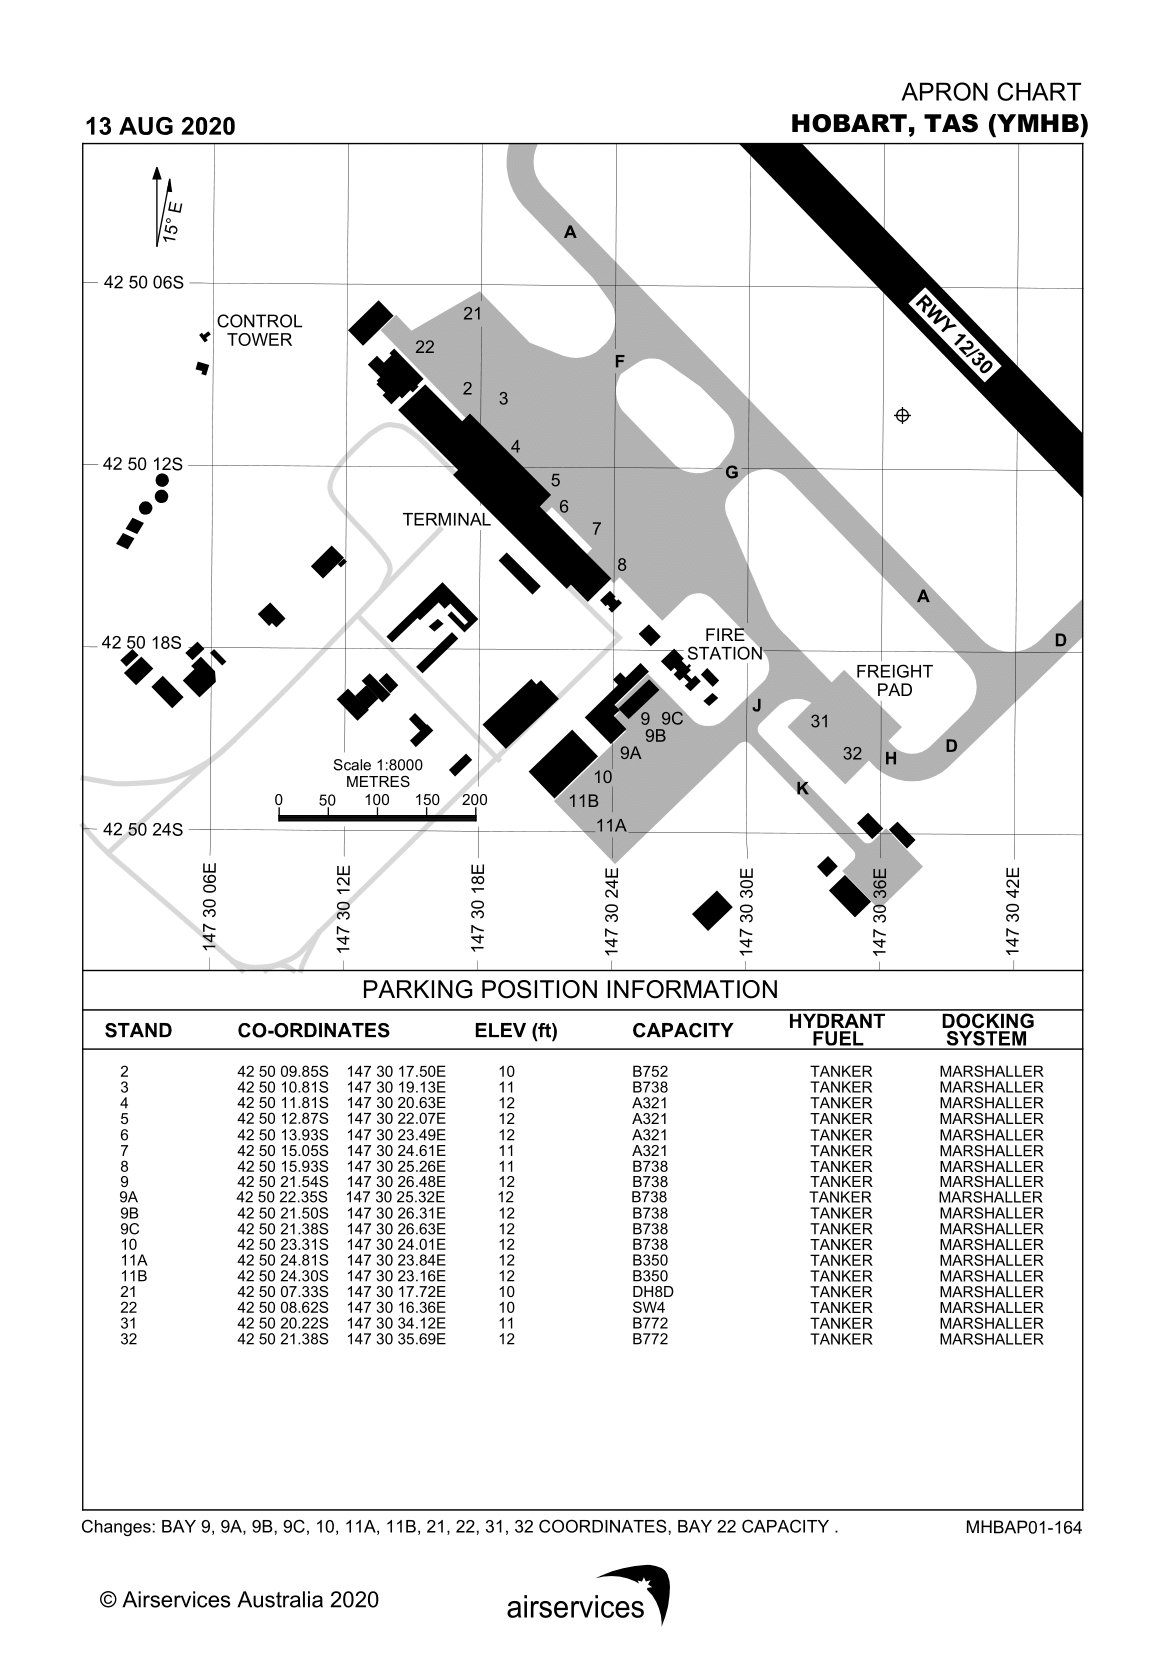 APRON CHART
13 AUG 2020
HOBART, TAS (YMHB)
15° E
A
42 50 06S
21
RWY 12/30
CONTROL
TOWER
22
F
2
3
4
42 50 12S
G
5
6
TERMINAL
7
8
A
FIRE
STATION
D
42 50 18S
FREIGHT
PAD
J
9 9C
31
9B
9A
32
H
D
Scale 1:8000
METRES
10
K
0 50 100 150 200
11B
11A
42 50 24S
147 30 06E
147 30 12E
147 30 18E
147 30 24E
147 30 30E
147 30 36E
147 30 42E
PARKING POSITION INFORMATION
STAND CO-ORDINATES ELEV (ft) CAPACITY HYDRANT FUEL DOCKING SYSTEM
2 42 50 09.85S 147 30 17.50E 10 B752 TANKER MARSHALLER
3 42 50 10.81S 147 30 19.13E 11 B738 TANKER MARSHALLER
4 42 50 11.81S 147 30 20.63E 12 A321 TANKER MARSHALLER
5 42 50 12.87S 147 30 22.07E 12 A321 TANKER MARSHALLER
6 42 50 13.93S 147 30 23.49E 12 A321 TANKER MARSHALLER
7 42 50 15.05S 147 30 24.61E 11 A321 TANKER MARSHALLER
8 42 50 15.93S 147 30 25.26E 11 B738 TANKER MARSHALLER
9 42 50 21.54S 147 30 26.48E 12 B738 TANKER MARSHALLER
9A 42 50 22.35S 147 30 25.32E 12 B738 TANKER MARSHALLER
9B 42 50 21.50S 147 30 26.31E 12 B738 TANKER MARSHALLER
9C 42 50 21.38S 147 30 26.63E 12 B738 TANKER MARSHALLER
10 42 50 23.31S 147 30 24.01E 12 B738 TANKER MARSHALLER
11A 42 50 24.81S 147 30 23.84E 12 B350 TANKER MARSHALLER
11B 42 50 24.30S 147 30 23.16E 12 B350 TANKER MARSHALLER
21 42 50 07.33S 147 30 17.72E 10 DH8D TANKER MARSHALLER
22 42 50 08.62S 147 30 16.36E 10 SW4 TANKER MARSHALLER
31 42 50 20.22S 147 30 34.12E 11 B772 TANKER MARSHALLER
32 42 50 21.38S 147 30 35.69E 12 B772 TANKER MARSHALLER
Changes: BAY 9, 9A, 9B, 9C, 10, 11A, 11B, 21, 22, 31, 32 COORDINATES, BAY 22 CAPACITY .
MHBAP01-164
© Airservices Australia 2020
airservices